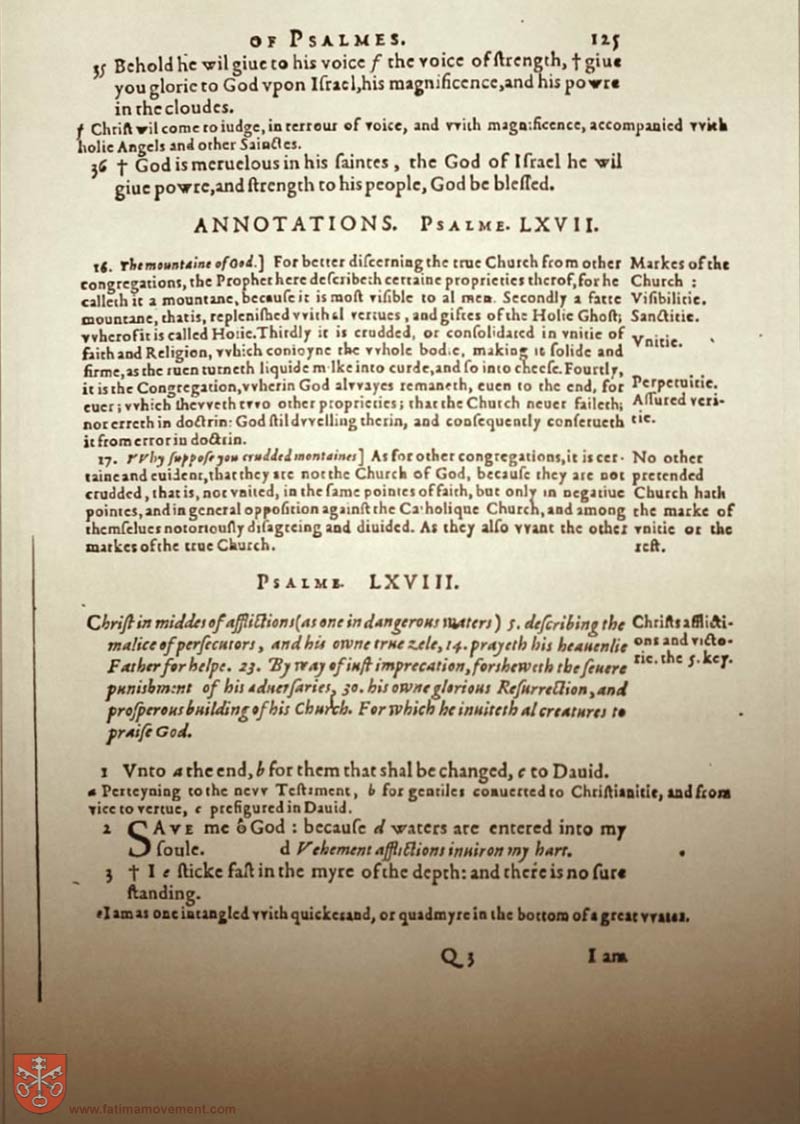 OF PSALMES. 125
35 Behold he wil giue to his voice f the voice of ſtrength, † giue
you glorie to God vpon Iſrael, his magnificence, and his powre
in the cloudes.
f Chriſt wil come to iudge, in terrour of voice, and vvith magnificence, accompanied vvith
holie Angels and other Sainctes.
36 † God is meruelous in his ſaintes, the God of Iſrael he wil
giue powre, and ſtrength to his people, God be bleſſed.
ANNOTATIONS. PSALME. LXVII.
16. The mountaine of God.] For better diſcerning the true Church from other
congregations, the Prophet here deſcribeth certaine proprieties therof, for he
calleth it a mountane, becauſe it is moſt viſible to al men. Secondly a fatte
mountane, that is, repleniſhed vvith al vertues, and giftes of the Holie Ghoſt;
vvherof it is called Holie. Thirdly it is crudded, or conſolidated in vnitie of
faith and Religion, vvhich conioyne the vvhole bodie, making it ſolide and
firme, as the ruen turneth liquide milke into curde, and ſo into cheeſe. Fourtly,
it is the Congregation, vvherin God alvvayes remaneth, euen to the end, for
euer; vvhich ſhevveth tvvo other proprieties; that the Church neuer faileth;
nor erreth in doctrin: God ſtil dvvelling therin, and conſequently conſerueth
it from error in doctrin.
Markes of the
Church:
Viſibilitie.
Sanctitie.
Vnitie.
Perpetuitie.
Aſſured veri-
tie.
17. VVhy ſuppoſe you crudded montaines] As for other congregations, it is cer-
taine and euident, that they are not the Church of God, becauſe they are not
crudded, that is, not vnited, in the ſame pointes of faith, but only in negatiue
pointes, and in general oppoſition againſt the Catholique Church, and among
themſelues notoriouſly diſagreing and diuided. As they alſo vvant the other
markes of the true Church.
No other
pretended
Church hath
the marke of
vnitie or the
reſt.
PSALME. LXVIII.
Chriſt in middes of afflictions (as one in dangerous waters) 5. deſcribing the
malice of perſecutors, and his owne true zele, 14. prayeth his heauenlie
Father for helpe. 23. By way of iuſt imprecation, forſheweth the ſeuere
punishment of his aduerſaries, 30. his owne glorious Reſurrection, and
proſperous building of his Church. For which he inuiteth al creatures to
praiſe God.
Chriſts afflicti-
ons and victo-
rie. the 5. key.
1 Vnto a the end, b for them that shal be changed, c to Dauid.
a Perteyning to the nevv Teſtament, b for gentiles conuerted to Chriſtianitie, and from
vice to vertue, c prefigured in Dauid.
2 SAVE me ô God: becauſe d waters are entered into my
ſoule. d Vehement afflictions inuiron my hart.
3 † I e ſticke faſt in the myre of the depth: and there is no ſure
ſtanding.
e I am as one intangled vvith quickesand, or quadmyre in the bottom of a great vvater.
Q 3 I am
www.fatimamovement.com